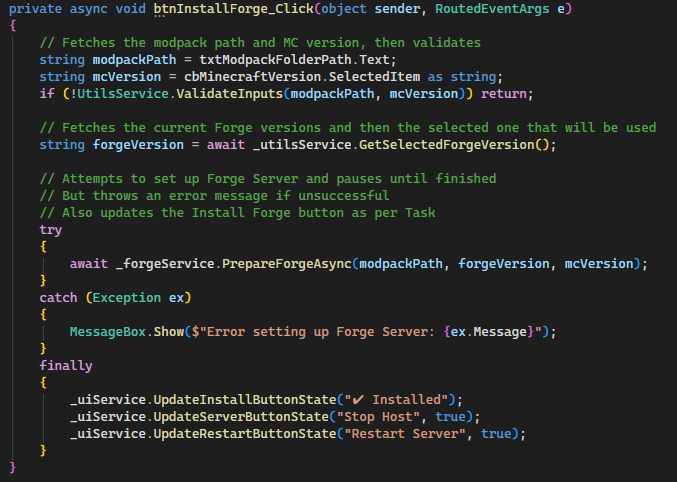 private async void btnInstallForge_Click(object sender, RoutedEventArgs e)
{
// Fetches the modpack path and MC version, then validates
string modpackPath = txtModpackFolderPath.Text;
string mcVersion = cbMinecraftVersion.SelectedItem as string;
if (!UtilsService.ValidateInputs(modpackPath, mcVersion)) return;
// Fetches the current Forge versions and then the selected one that will be used
string forgeVersion = await _utilsService.GetSelectedForgeVersion();
// Attempts to set up Forge Server and pauses until finished
// But throws an error message if unsuccessful
// Also updates the Install Forge button as per Task
try
{
await _forgeService.PrepareForgeAsync(modpackPath, forgeVersion, mcVersion);
}
catch (Exception ex)
{
MessageBox.Show($"Error setting up Forge Server: {ex.Message}");
}
finally
{
_uiService.UpdateInstallButtonState("✔ Installed");
_uiService.UpdateServerButtonState("Stop Host", true);
_uiService.UpdateRestartButtonState("Restart Server", true);
}
}